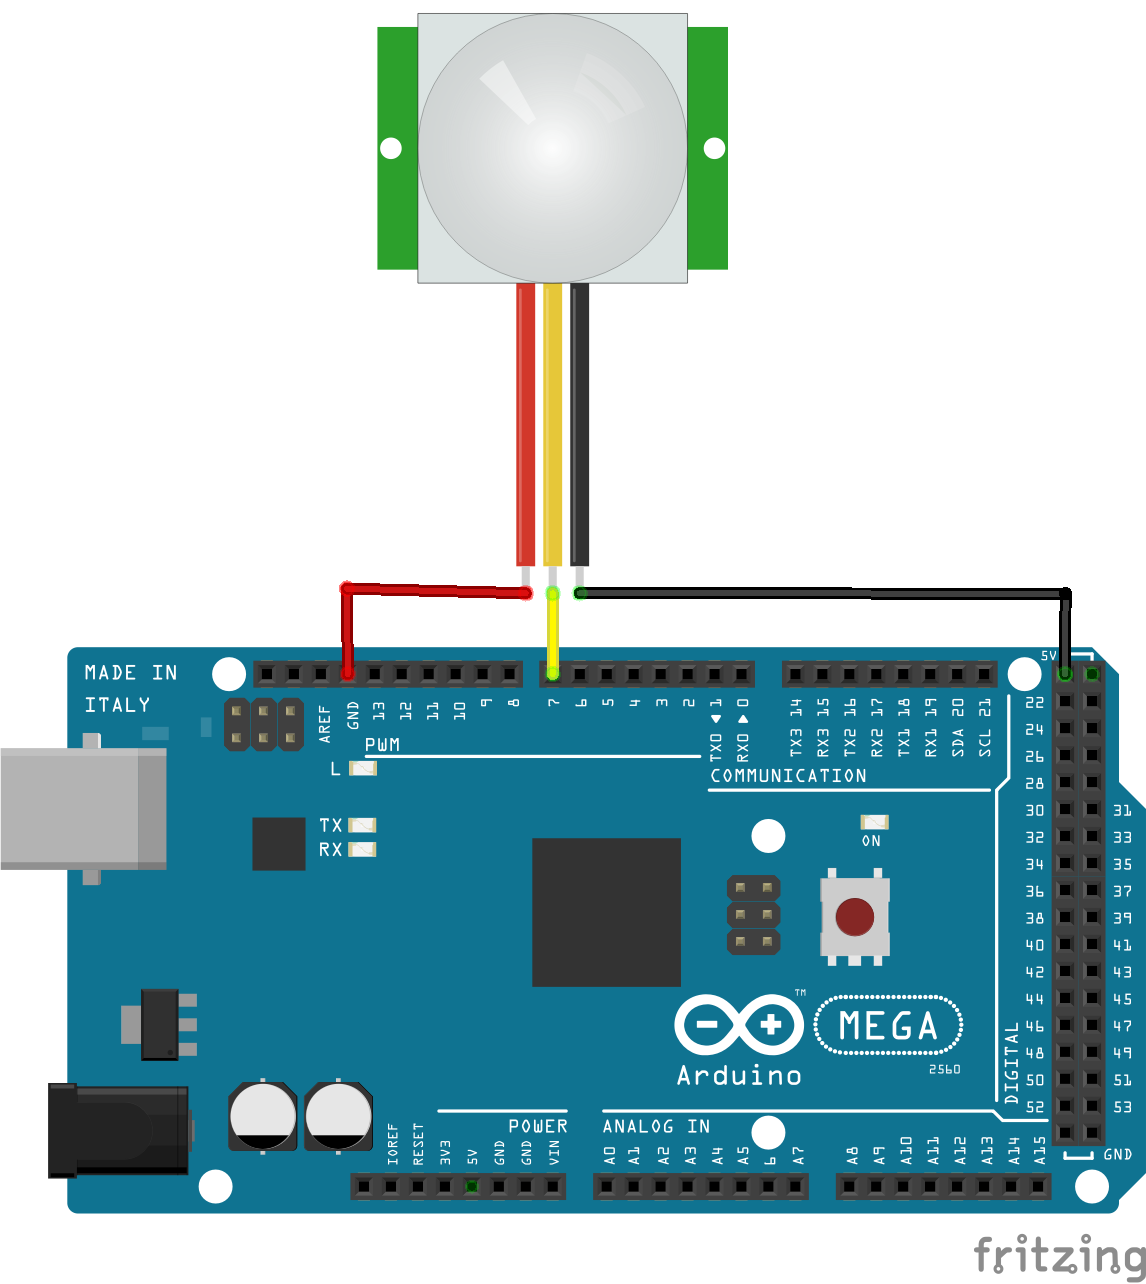 5V
MADE IN
ITALY
AREF
GND
13
12
11
10
9
8
7
6
5
4
3
2
TX0 ▶ 1
RX0 ◀ 0
TX3 14
RX3 15
TX2 16
RX2 17
TX1 18
RX1 19
SDA 20
SCL 21
PWM
COMMUNICATION
L
TX
RX
ON
22
24
26
28
30 31
32 33
34 35
36 37
38 39
40 41
42 43
44 45
46 47
48 49
50 51
52 53
DIGITAL
GND
TM
MEGA
2560
Arduino
POWER
ANALOG IN
IOREF
RESET
3V3
5V
GND
GND
VIN
A0
A1
A2
A3
A4
A5
6
A7
A8
A9
A10
A11
A12
A13
A14
A15
fritzing